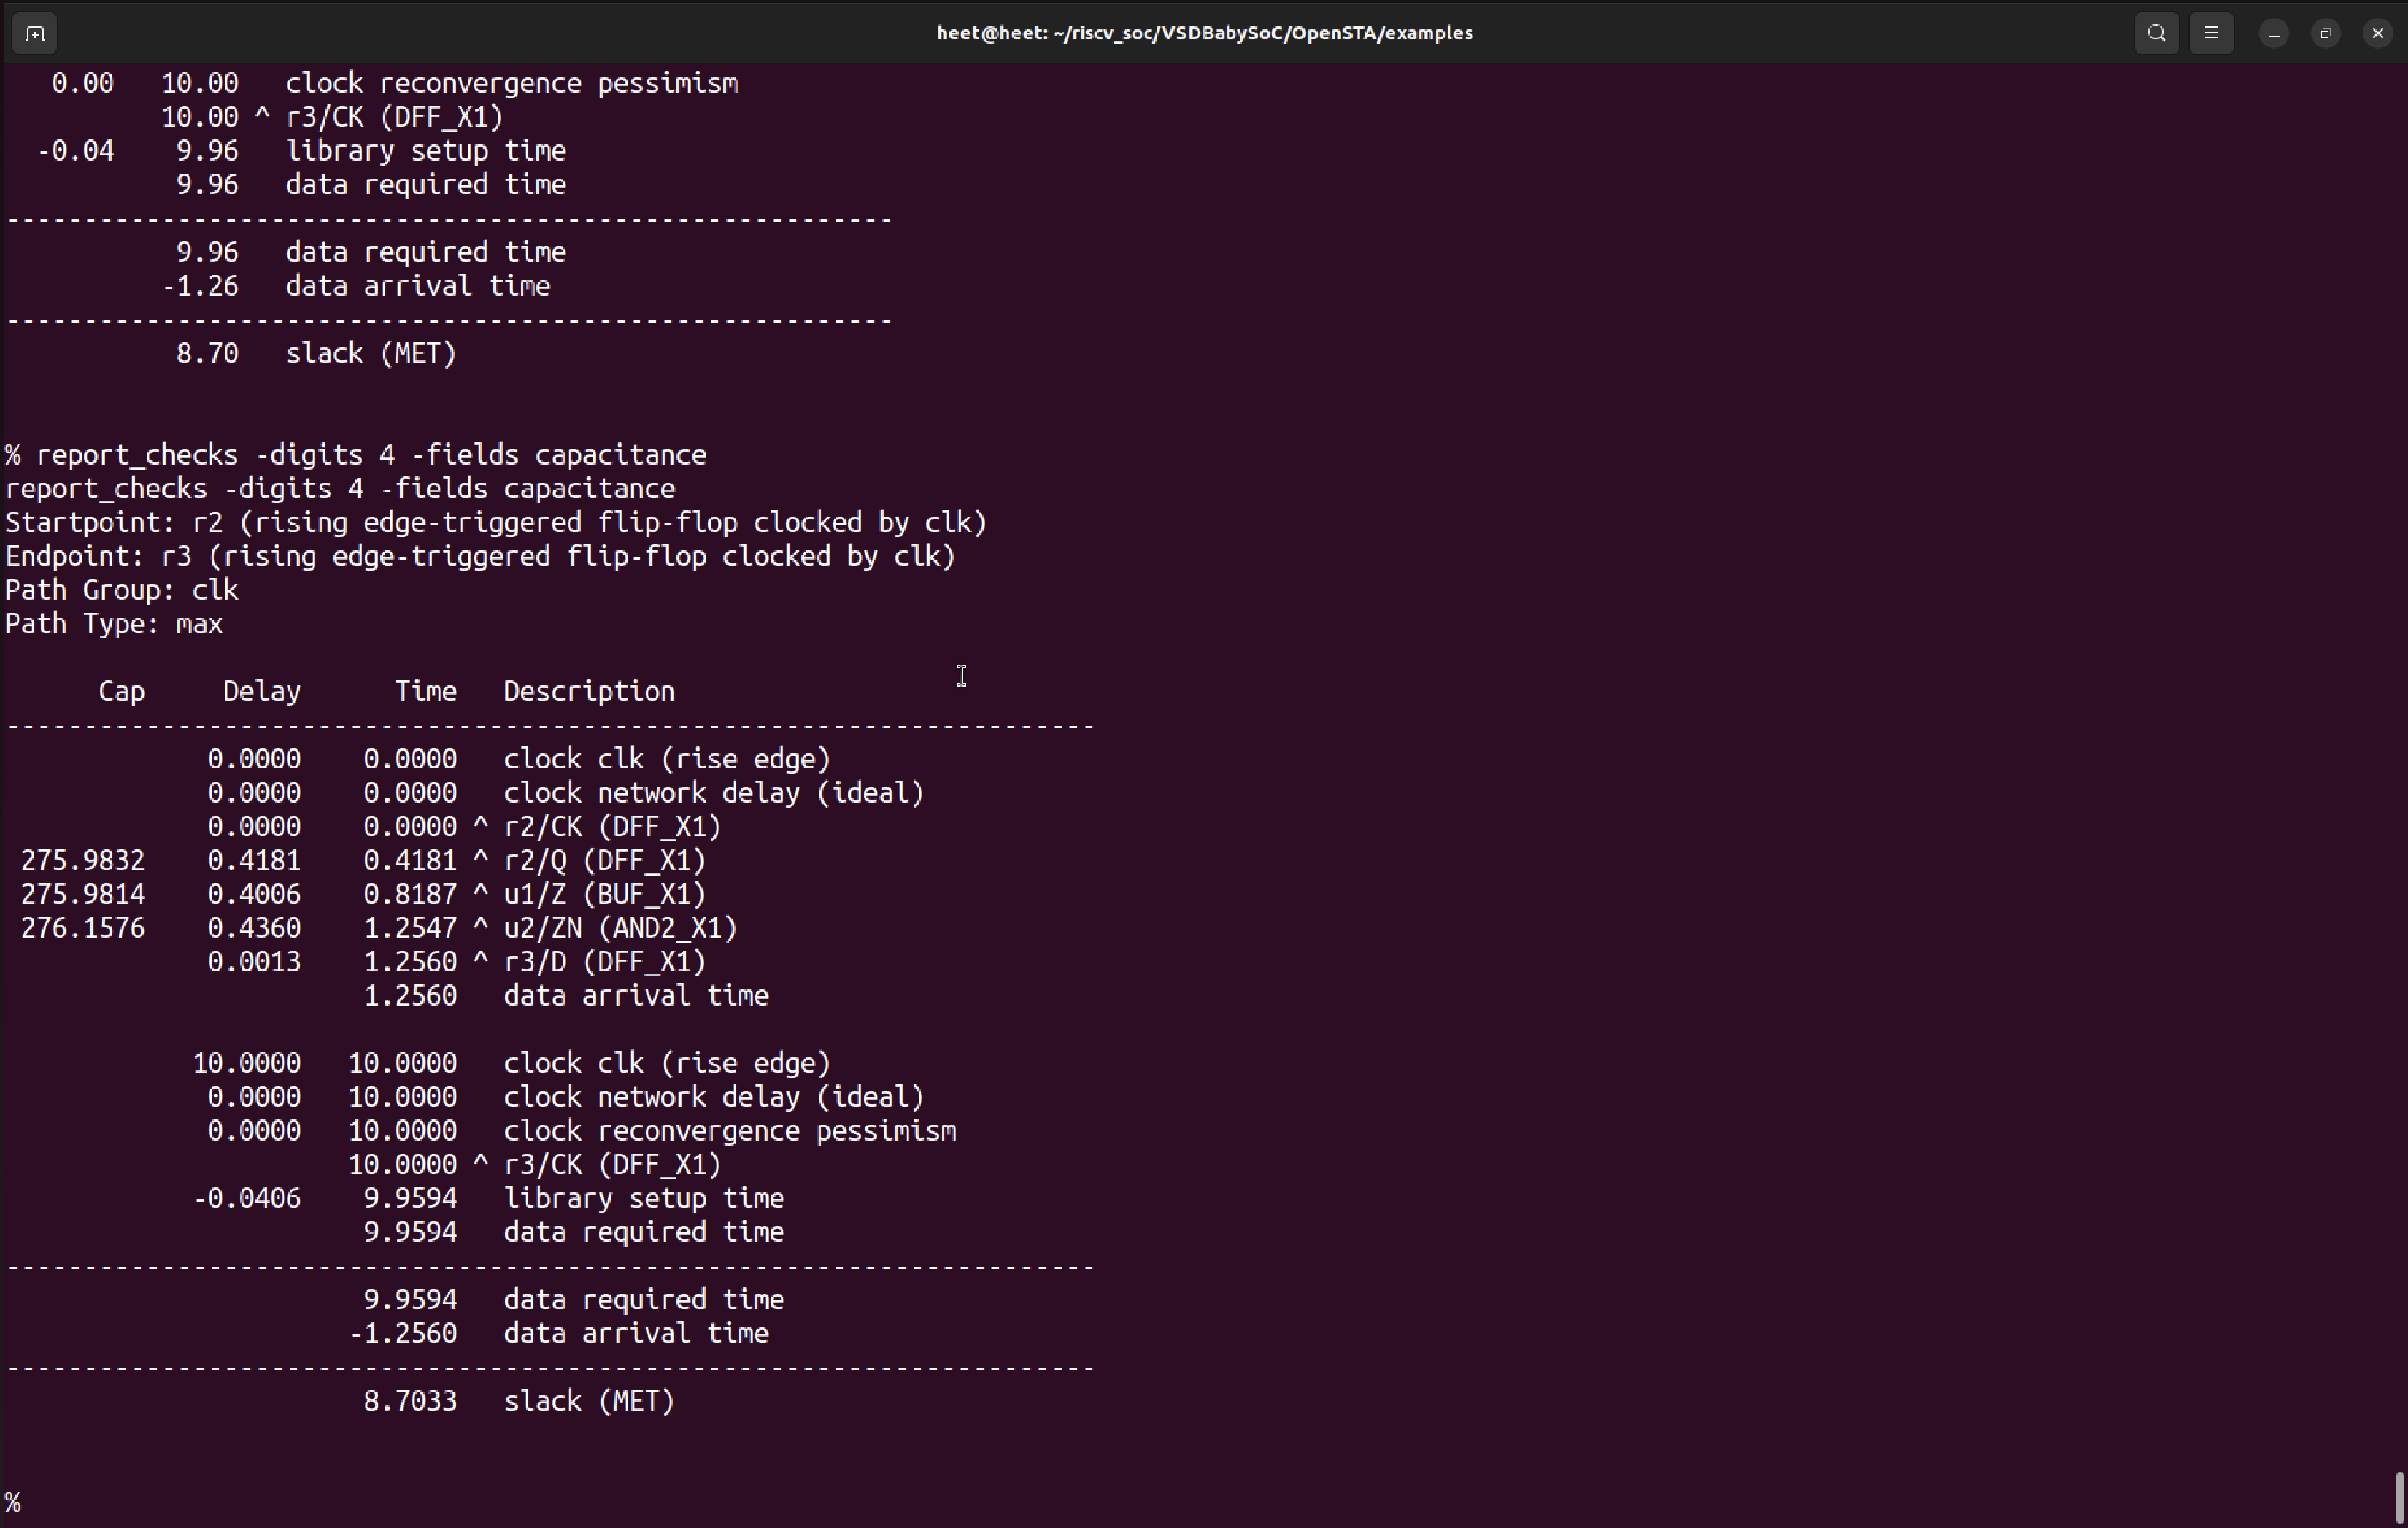 heet@heet: ~/riscv_soc/VSDBabySoC/OpenSTA/examples
0.00   10.00   clock reconvergence pessimism
10.00 ^ r3/CK (DFF_X1)
-0.04    9.96   library setup time
9.96   data required time
---------------------------------------------------------
9.96   data required time
-1.26   data arrival time
---------------------------------------------------------
8.70   slack (MET)
% report_checks -digits 4 -fields capacitance
report_checks -digits 4 -fields capacitance
Startpoint: r2 (rising edge-triggered flip-flop clocked by clk)
Endpoint: r3 (rising edge-triggered flip-flop clocked by clk)
Path Group: clk
Path Type: max
Cap     Delay      Time   Description
----------------------------------------------------------------------
0.0000    0.0000   clock clk (rise edge)
0.0000    0.0000   clock network delay (ideal)
0.0000    0.0000 ^ r2/CK (DFF_X1)
275.9832    0.4181    0.4181 ^ r2/Q (DFF_X1)
275.9814    0.4006    0.8187 ^ u1/Z (BUF_X1)
276.1576    0.4360    1.2547 ^ u2/ZN (AND2_X1)
0.0013    1.2560 ^ r3/D (DFF_X1)
1.2560   data arrival time
10.0000   10.0000   clock clk (rise edge)
0.0000   10.0000   clock network delay (ideal)
0.0000   10.0000   clock reconvergence pessimism
10.0000 ^ r3/CK (DFF_X1)
-0.0406    9.9594   library setup time
9.9594   data required time
----------------------------------------------------------------------
9.9594   data required time
-1.2560   data arrival time
----------------------------------------------------------------------
8.7033   slack (MET)
%